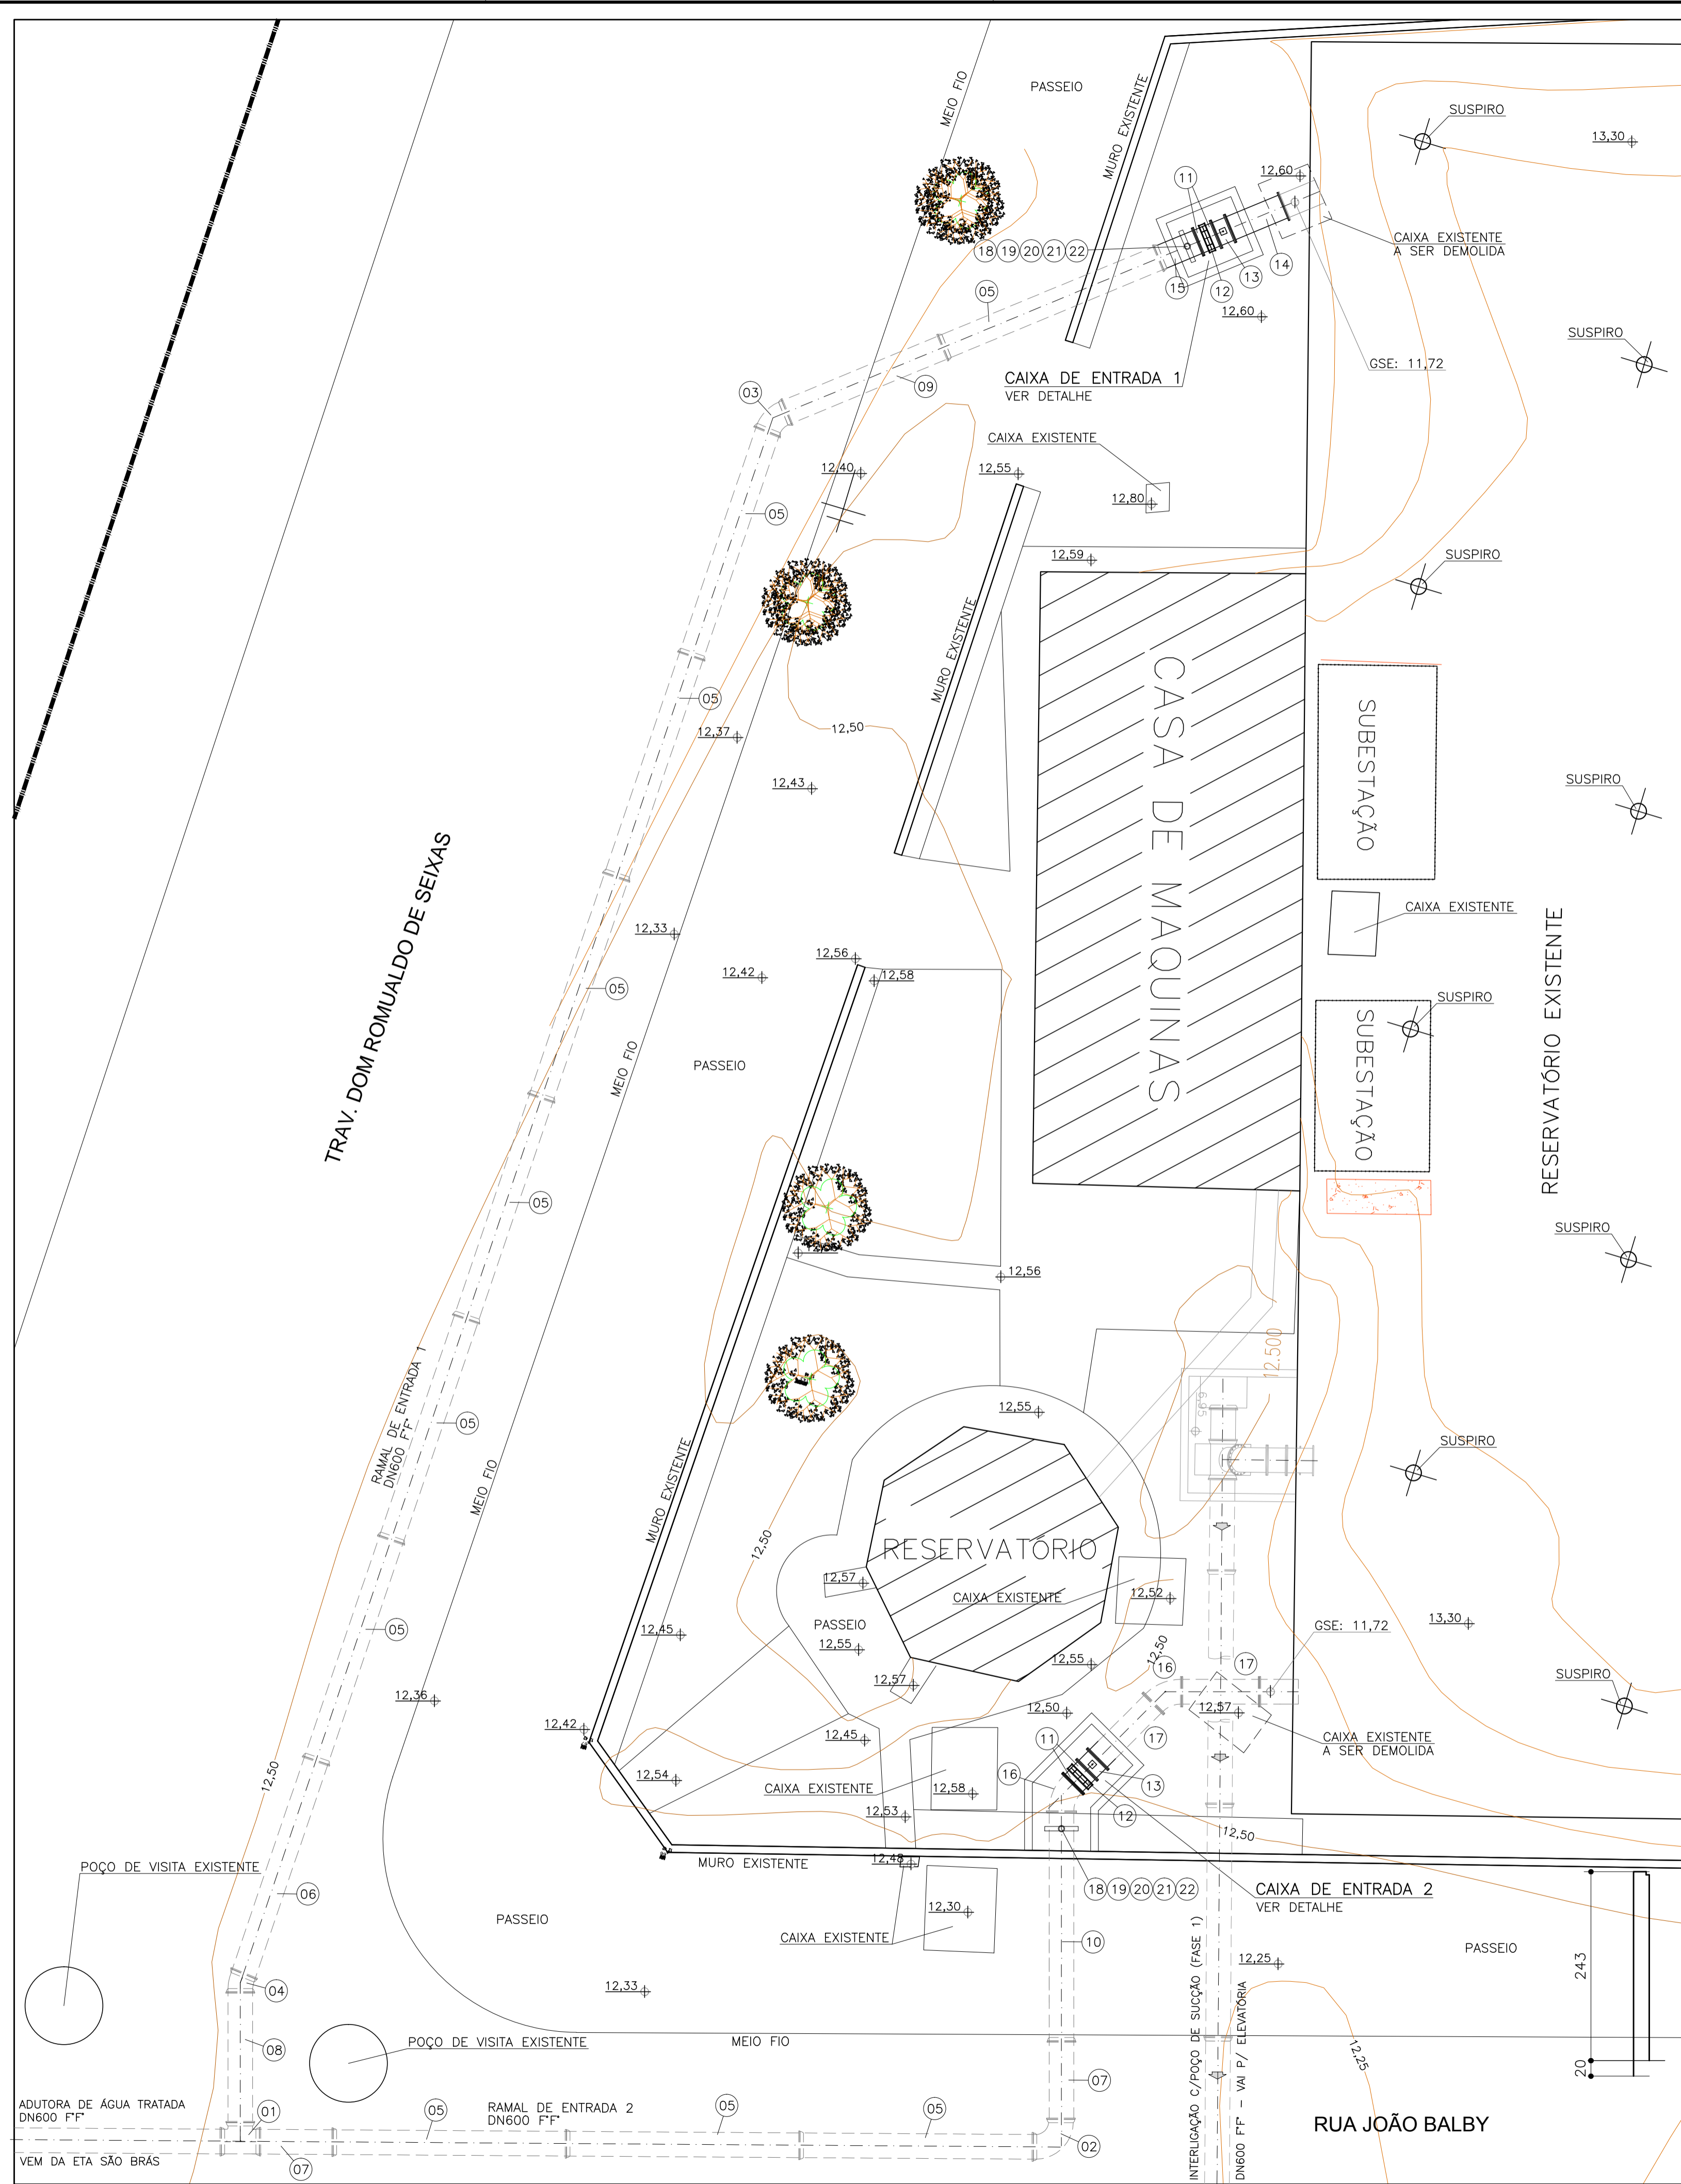 MEIO FIO
PASSEIO
MURO EXISTENTE
SUSPIRO
13,30
11
12,60
CAIXA EXISTENTE
A SER DEMOLIDA
18 19 20 21 22
14
13
15
12
05
12,60
SUSPIRO
GSE: 11,72
CAIXA DE ENTRADA 1
VER DETALHE
09
03
CAIXA EXISTENTE
12,40
12,55
12,80
05
12,59
SUSPIRO
MURO EXISTENTE
CASA DE MAQUINAS
SUBESTAÇÃO
05
12,37
12,50
12,43
SUSPIRO
TRAV. DOM ROMUALDO DE SEIXAS
CAIXA EXISTENTE
RESERVATÓRIO EXISTENTE
12,33
12,56
12,42
12,58
05
SUSPIRO
SUBESTAÇÃO
MEIO FIO
PASSEIO
05
SUSPIRO
12,56
12.500
RAMAL DE ENTRADA 1
DN600 FºFº
05
6,95
12,55
SUSPIRO
MEIO FIO
MURO EXISTENTE
12,50
RESERVATÓRIO
12,57
CAIXA EXISTENTE
12,52
05
12,45
PASSEIO
12,55
13,30
GSE: 11,72
12,50
12,55
16
17
SUSPIRO
12,57
12,36
12,50
12,57
12,42
12,45
11
17
CAIXA EXISTENTE
A SER DEMOLIDA
12,50
12,54
CAIXA EXISTENTE
12,58
16
13
12,53
12
12,50
POÇO DE VISITA EXISTENTE
MURO EXISTENTE
12,48
18 19 20 21 22
CAIXA DE ENTRADA 2
VER DETALHE
06
12,30
PASSEIO
CAIXA EXISTENTE
10
PASSEIO
12,25
243
04
12,33
INTERLIGAÇÃO C/POÇO DE SUCÇÃO (FASE 1)
DN600 FºFº - VAI P/ ELEVATÓRIA
08
POÇO DE VISITA EXISTENTE
MEIO FIO
12,25
20
07
ADUTORA DE ÁGUA TRATADA
DN600 FºFº
01
05
RAMAL DE ENTRADA 2
DN600 FºFº
05
05
RUA JOÃO BALBY
02
VEM DA ETA SÃO BRÁS
07